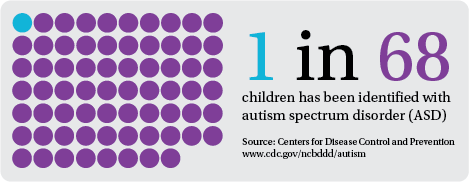 1 in 68
children has been identified with
autism spectrum disorder (ASD)
Source: Centers for Disease Control and Prevention
www.cdc.gov/ncbddd/autism